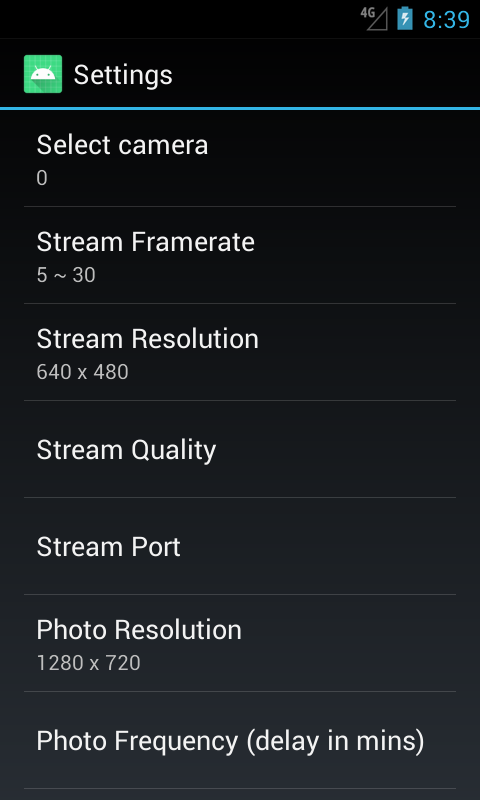 4G 8:39
Settings
Select camera
0
Stream Framerate
5 ~ 30
Stream Resolution
640 x 480
Stream Quality
Stream Port
Photo Resolution
1280 x 720
Photo Frequency (delay in mins)